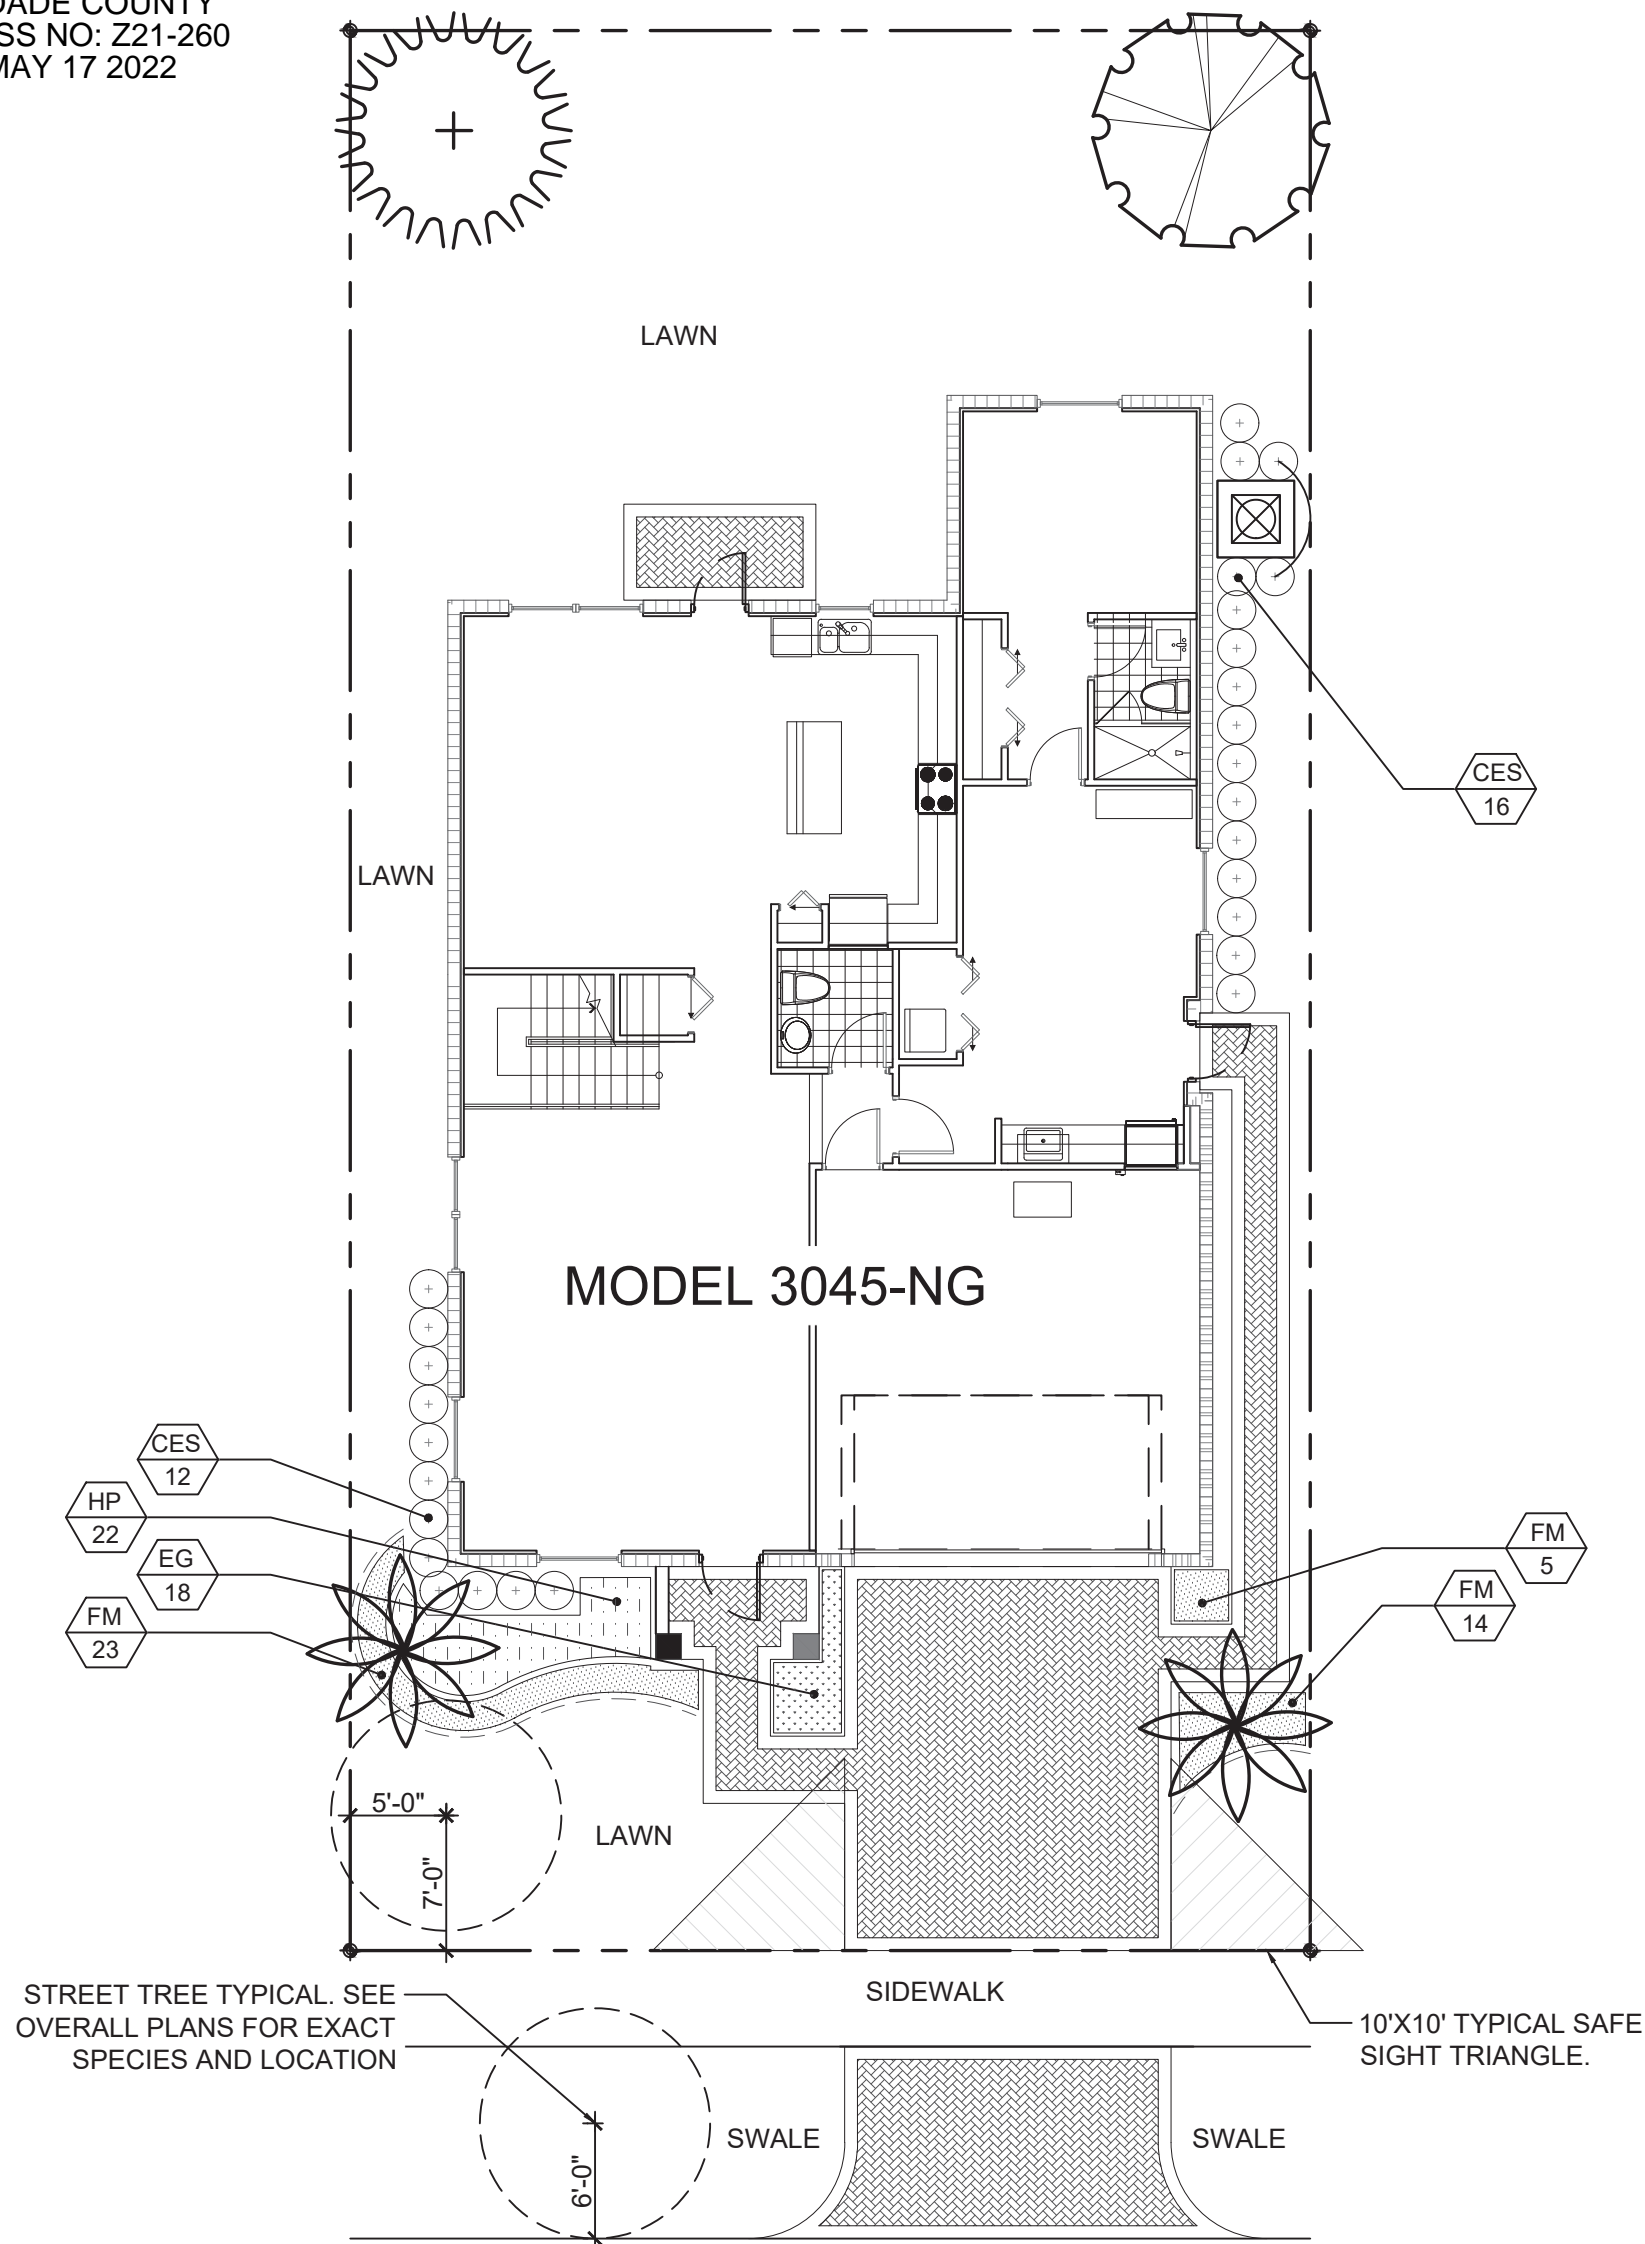 DADE COUNTY
SS NO: Z21-260
MAY 17 2022
LAWN
CES
16
LAWN
MODEL 3045-NG
CES
12
HP
22
EG
18
FM
23
FM
5
FM
14
5'-0"
LAWN
7'-0"
SIDEWALK
STREET TREE TYPICAL. SEE
OVERALL PLANS FOR EXACT
SPECIES AND LOCATION
10'X10' TYPICAL SAFE
SIGHT TRIANGLE.
SWALE
SWALE
6'-0"